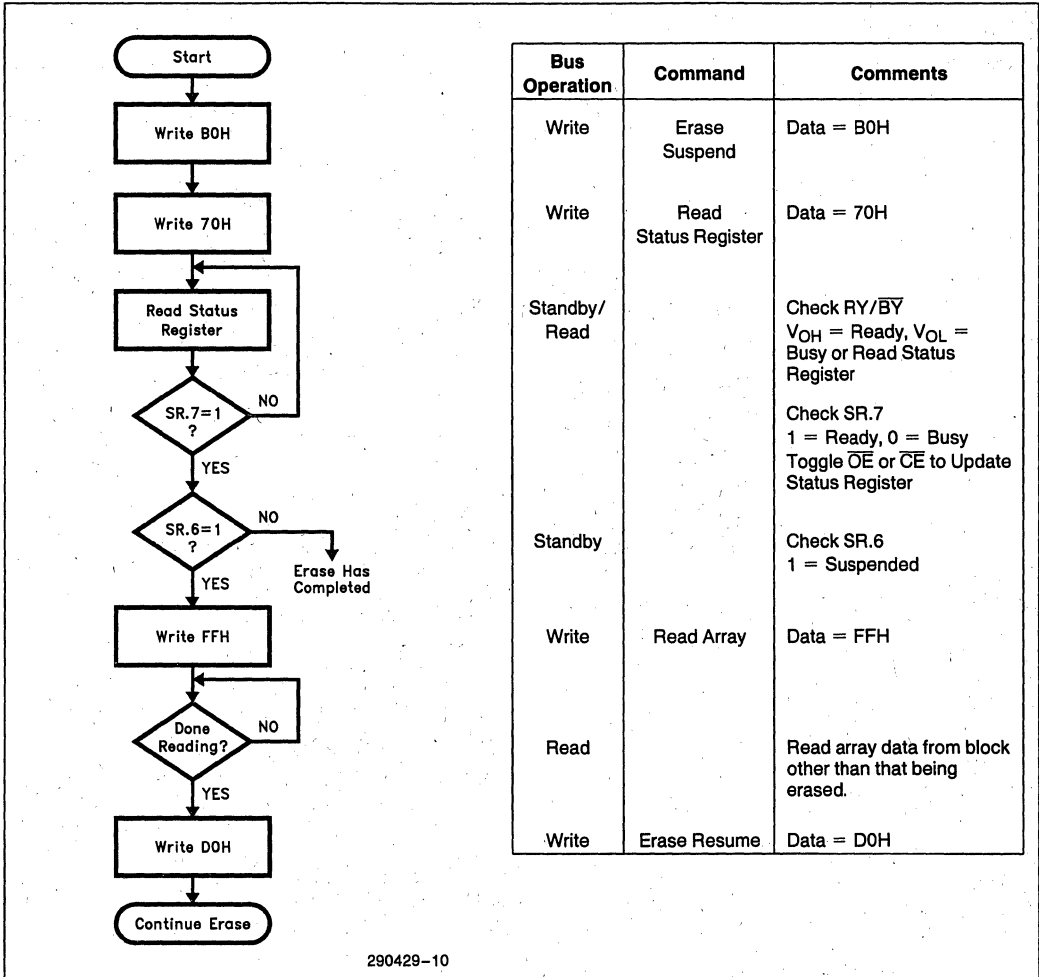 Start
Write B0H
Write 70H
Read Status
Register
SR.7=1
?
NO
YES
SR.6=1
?
NO
Erase Has
Completed
YES
Write FFH
Done
Reading?
NO
YES
Write D0H
Continue Erase
290429-10
Bus
Operation
Command
Comments
Write
Erase
Suspend
Data = B0H
Write
Read
Status Register
Data = 70H
Standby/
Read
Check RY/B̅Y̅
VOH = Ready, VOL =
Busy or Read Status
Register
Check SR.7
1 = Ready, 0 = Busy
Toggle O̅E̅ or C̅E̅ to Update
Status Register
Standby
Check SR.6
1 = Suspended
Write
Read Array
Data = FFH
Read
Read array data from block
other than that being
erased.
Write
Erase Resume
Data = D0H